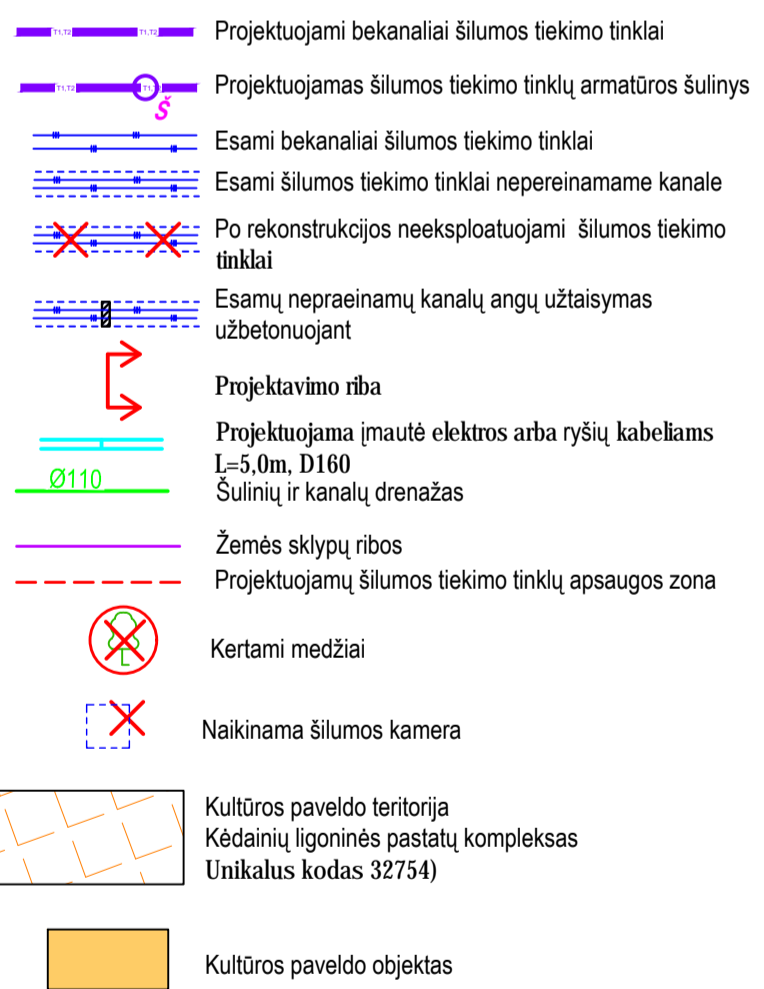 T1,T2 T1,T2 Projektuojami bekanaliai šilumos tiekimo tinklai
T1,T2 Projektuojamas šilumos tiekimo tinklų armatūros šulinys
Š
Esami bekanaliai šilumos tiekimo tinklai
Esami šilumos tiekimo tinklai nepereinamame kanale
Po rekonstrukcijos neeksploatuojami šilumos tiekimo
tinklai
Esamų nepraeinamų kanalų angų užtaisymas
užbetonuojant
Projektavimo riba
Projektuojama įmautė elektros arba ryšių kabeliams
L=5,0m, D160
Ø110 Šulinių ir kanalų drenažas
Žemės sklypų ribos
Projektuojamų šilumos tiekimo tinklų apsaugos zona
Kertami medžiai
Naikinama šilumos kamera
Kultūros paveldo teritorija
Kėdainių ligoninės pastatų kompleksas
Unikalus kodas 32754)
Kultūros paveldo objektas